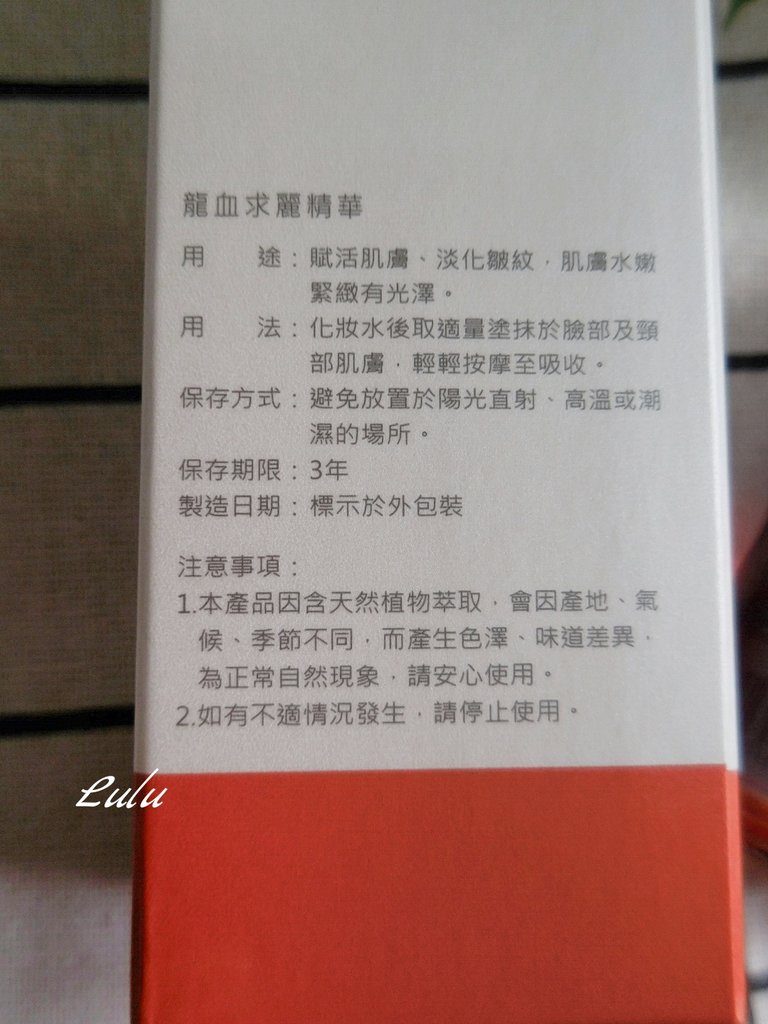 龍血求麗精華
用　　途：賦活肌膚、淡化皺紋，肌膚水嫩
緊緻有光澤。
用　　法：化妝水後取適量塗抹於臉部及頸
部肌膚，輕輕按摩至吸收。
保存方式：避免放置於陽光直射、高溫或潮
濕的場所。
保存期限：3年
製造日期：標示於外包裝
注意事項：
1.本產品因含天然植物萃取，會因產地、氣
候、季節不同，而產生色澤、味道差異，
為正常自然現象，請安心使用。
2.如有不適情況發生，請停止使用。
Lulu